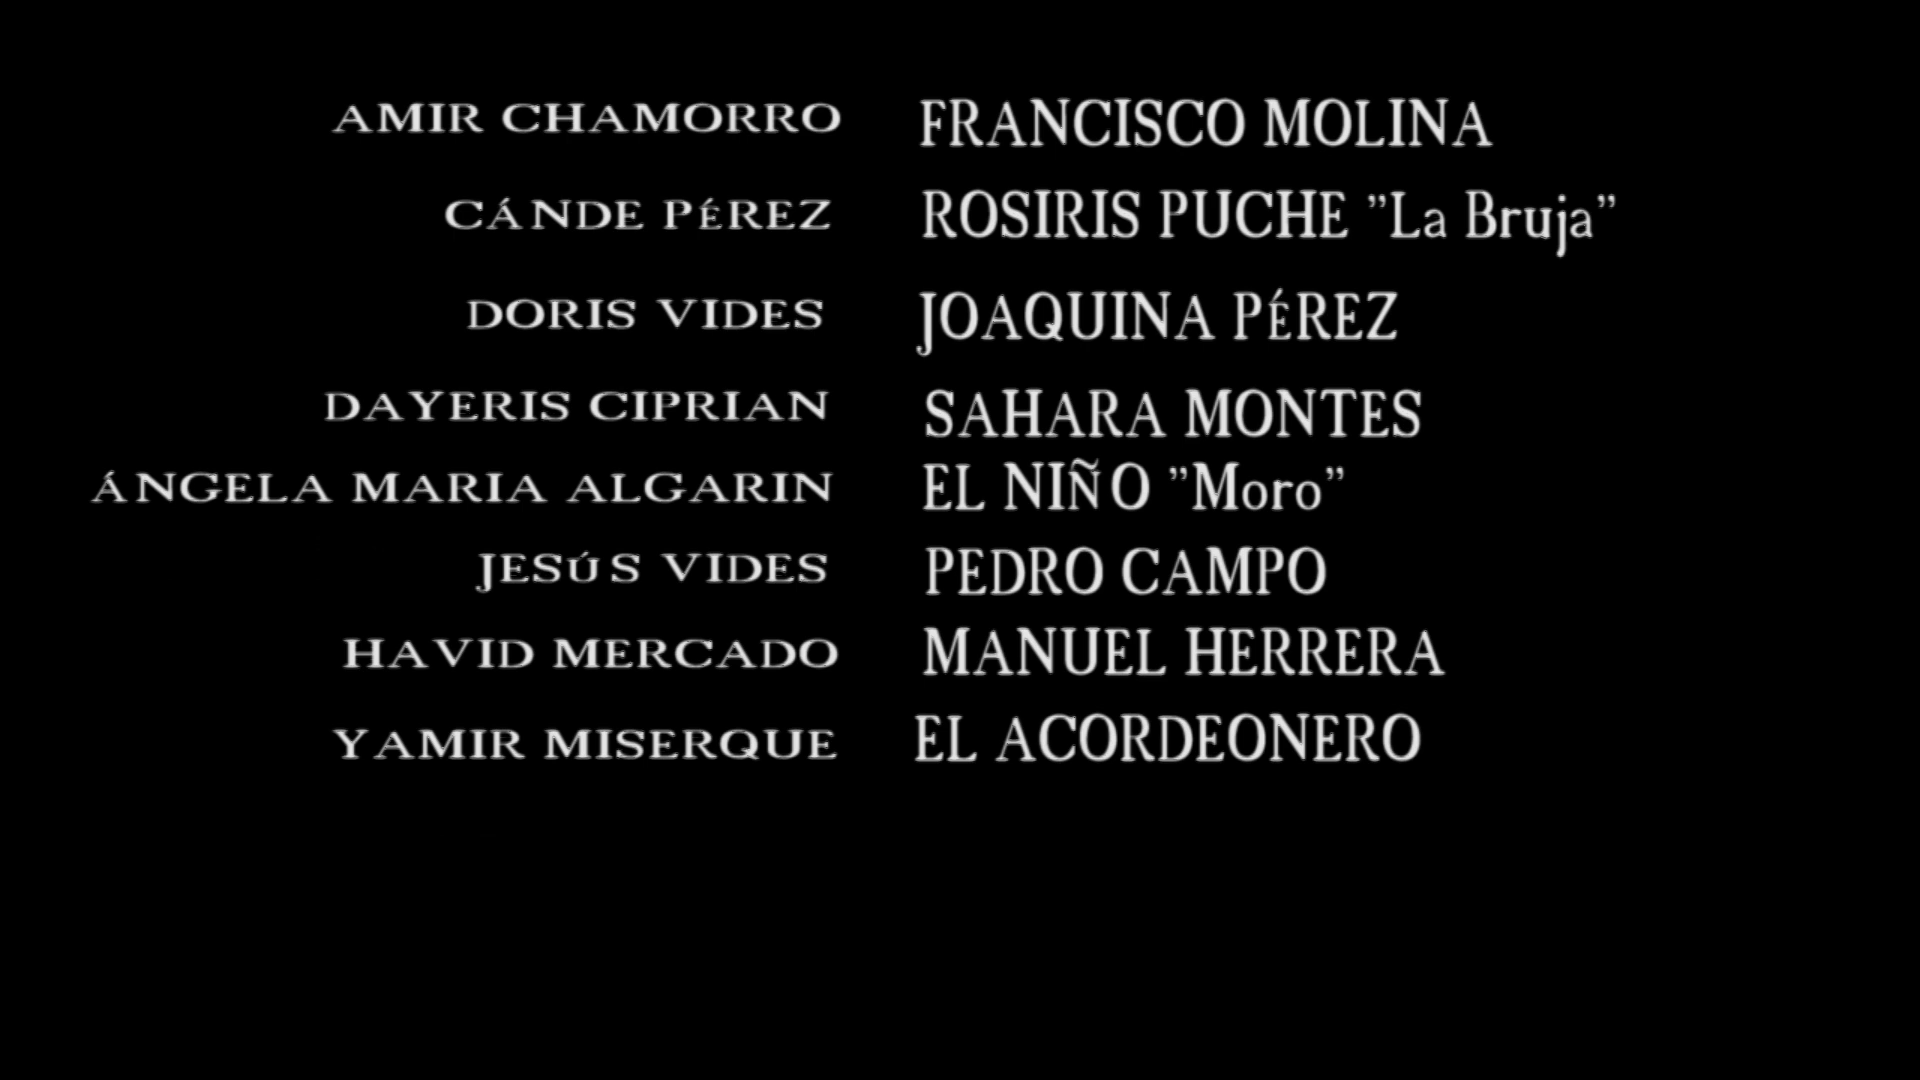 AMIR CHAMORRO FRANCISCO MOLINA
CÁNDE PÉREZ ROSIRIS PUCHE "La Bruja"
DORIS VIDES JOAQUINA PÉREZ
DAYERIS CIPRIAN SAHARA MONTES
ÁNGELA MARIA ALGARIN EL NIÑO "Moro"
JESÚS VIDES PEDRO CAMPO
HAVID MERCADO MANUEL HERRERA
YAMIR MISERQUE EL ACORDEONERO